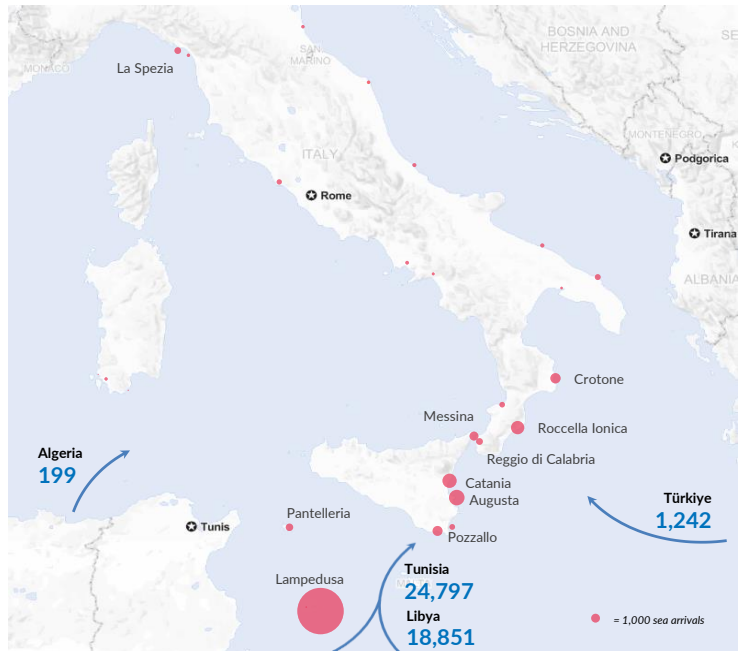 BOSNIA AND
HERZEGOVINA
SE
SAN
MARINO
MONACO
La Spezia
MONTENEGRO
K
Podgorica
ITALY
Rome
Tirana
ALBANIA
Crotone
Messina
Roccella Ionica
Reggio di Calabria
Algeria
199
Catania
Augusta
Türkiye
1,242
Pantelleria
Tunis
Pozzallo
Tunisia
24,797
Lampedusa
MALTA
Libya
18,851
= 1,000 sea arrivals